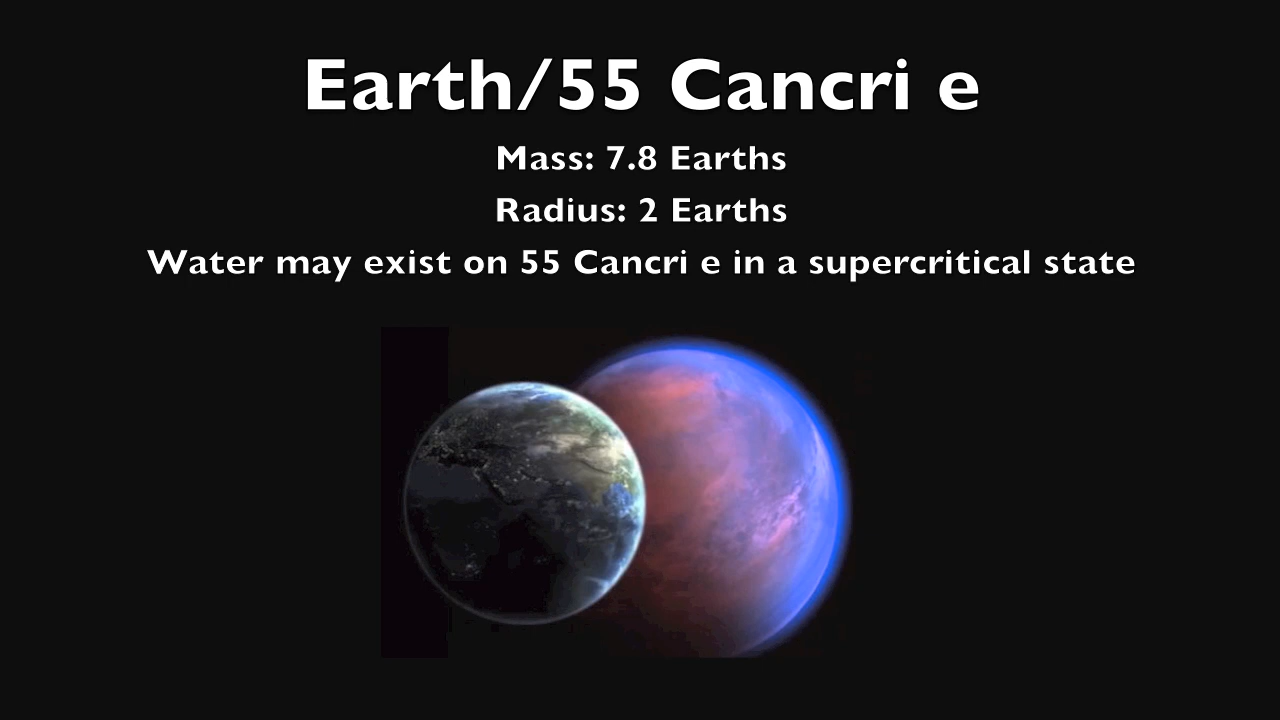 Earth/55 Cancri e
Mass: 7.8 Earths
Radius: 2 Earths
Water may exist on 55 Cancri e in a supercritical state